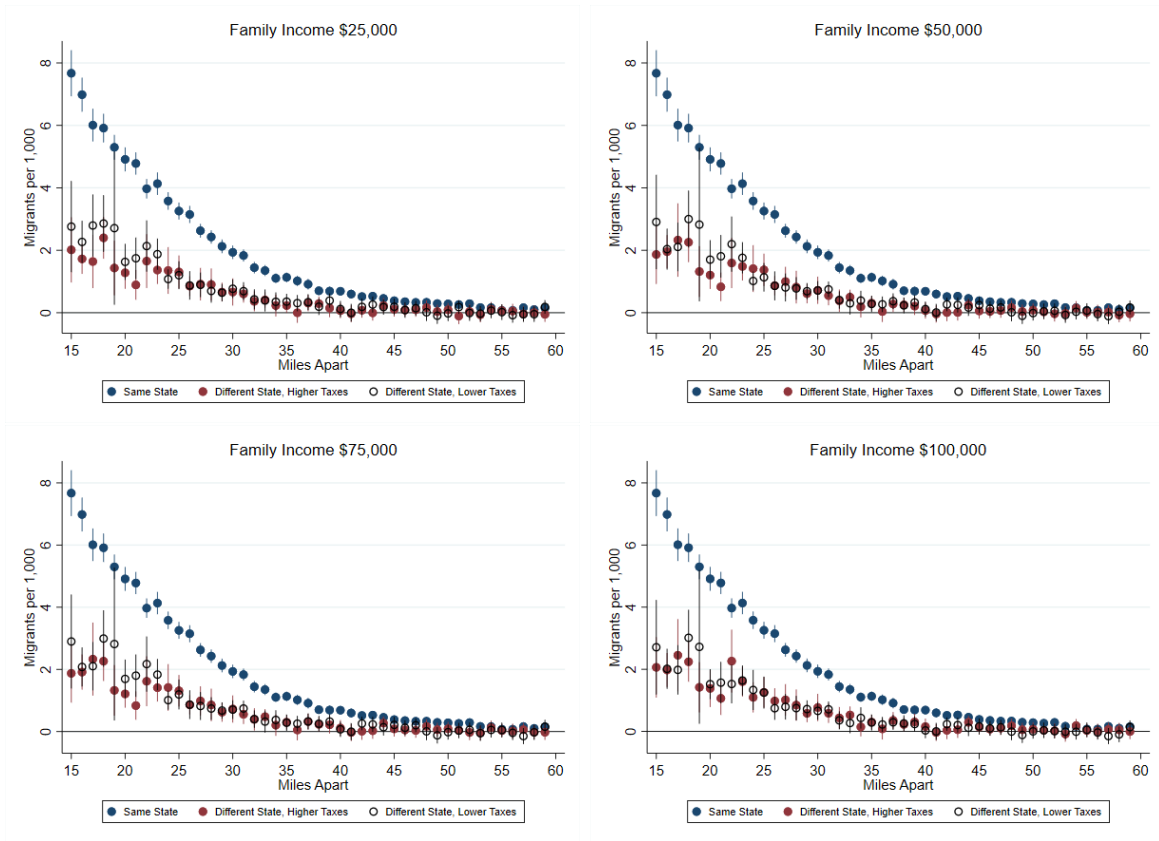 Family Income $25,000
Migrants per 1,000
8
6
4
2
0
15 20 25 30 35 40 45 50 55 60
Miles Apart
Same State Different State, Higher Taxes Different State, Lower Taxes
Family Income $50,000
Migrants per 1,000
8
6
4
2
0
15 20 25 30 35 40 45 50 55 60
Miles Apart
Same State Different State, Higher Taxes Different State, Lower Taxes
Family Income $75,000
Migrants per 1,000
8
6
4
2
0
15 20 25 30 35 40 45 50 55 60
Miles Apart
Same State Different State, Higher Taxes Different State, Lower Taxes
Family Income $100,000
Migrants per 1,000
8
6
4
2
0
15 20 25 30 35 40 45 50 55 60
Miles Apart
Same State Different State, Higher Taxes Different State, Lower Taxes